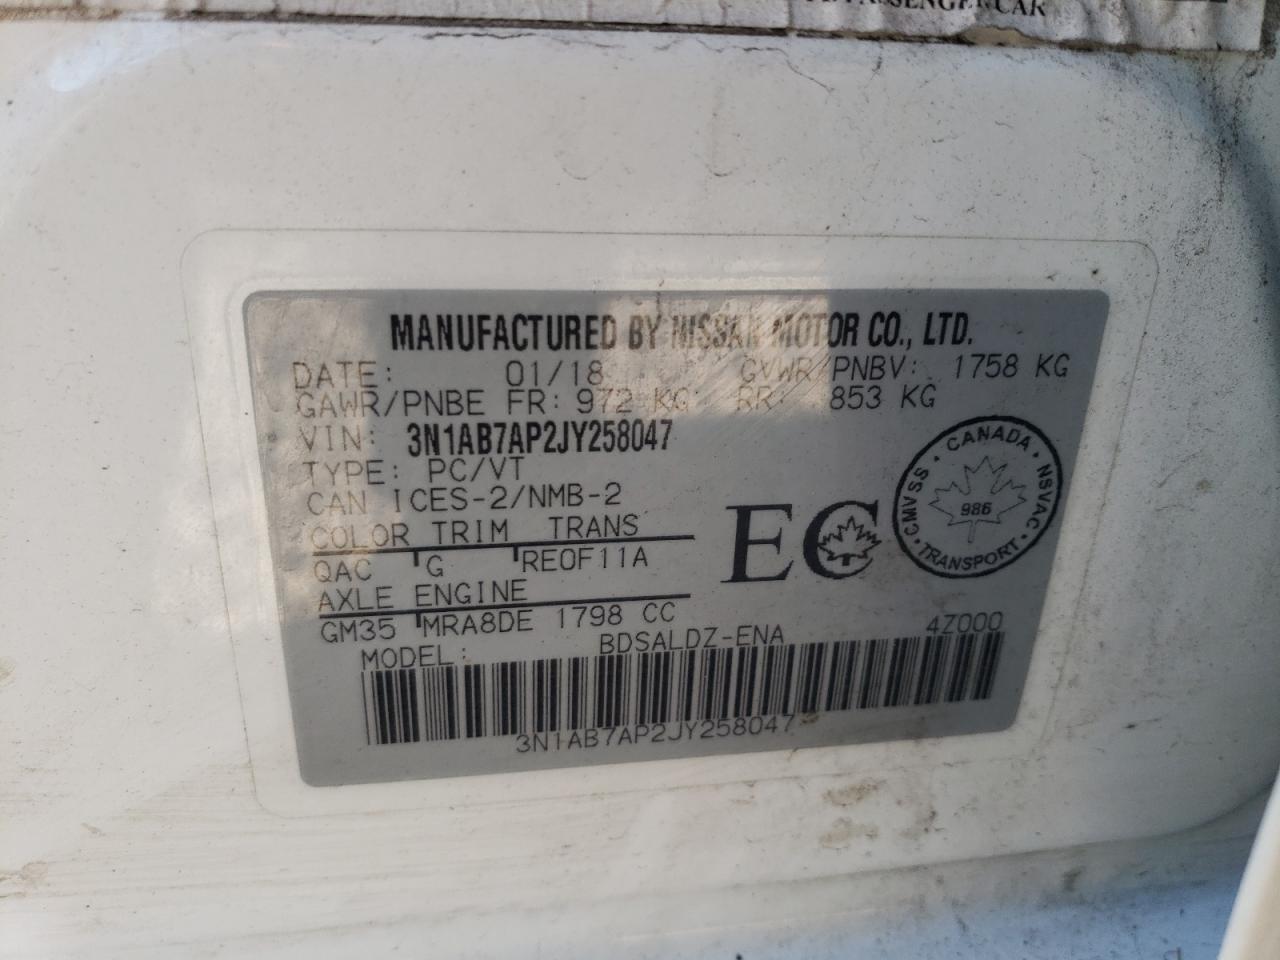 PASSENGER CAR
MANUFACTURED BY NISSAN MOTOR CO., LTD.
DATE: 01/18 GVWR/PNBV: 1758 KG
GAWR/PNBE FR: 972 KG RR: 853 KG
VIN: 3N1AB7AP2JY258047
TYPE: PC/VT
CAN ICES-2/NMB-2
COLOR TRIM TRANS
QAC G RE0F11A
AXLE ENGINE
GM35 MRA8DE 1798 CC
MODEL: BDSALDZ-ENA 4Z000
3N1AB7AP2JY258047
EC
CMVSS · CANADA · NSVAC · TRANSPORT ·
986